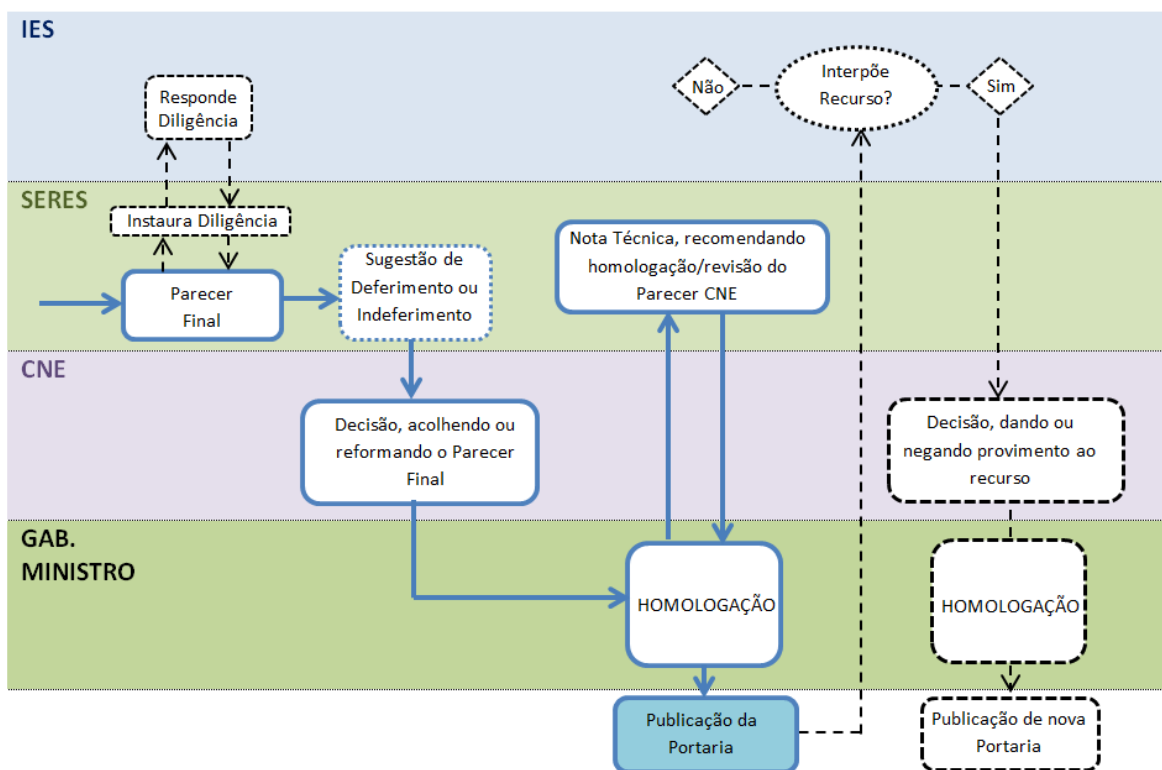 IES
Responde
Diligência
Não
Interpõe
Recurso?
Sim
SERES
Instaura Diligência
Parecer
Final
Sugestão de
Deferimento ou
Indeferimento
Nota Técnica, recomendando
homologação/revisão do
Parecer CNE
CNE
Decisão, acolhendo ou
reformando o Parecer
Final
Decisão, dando ou
negando provimento ao
recurso
GAB.
MINISTRO
HOMOLOGAÇÃO
HOMOLOGAÇÃO
Publicação da
Portaria
Publicação de nova
Portaria